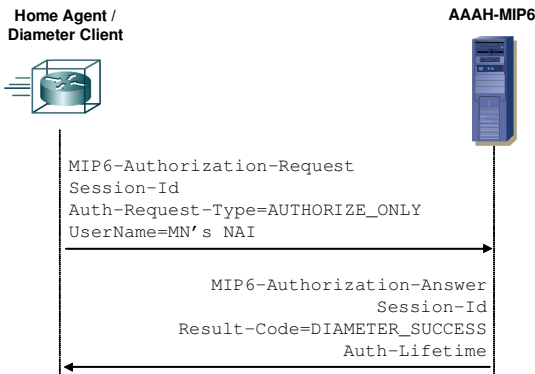 Home Agent /
Diameter Client
AAAH-MIP6
MIP6-Authorization-Request
Session-Id
Auth-Request-Type=AUTHORIZE_ONLY
UserName=MN’s NAI
MIP6-Authorization-Answer
Session-Id
Result-Code=DIAMETER_SUCCESS
Auth-Lifetime